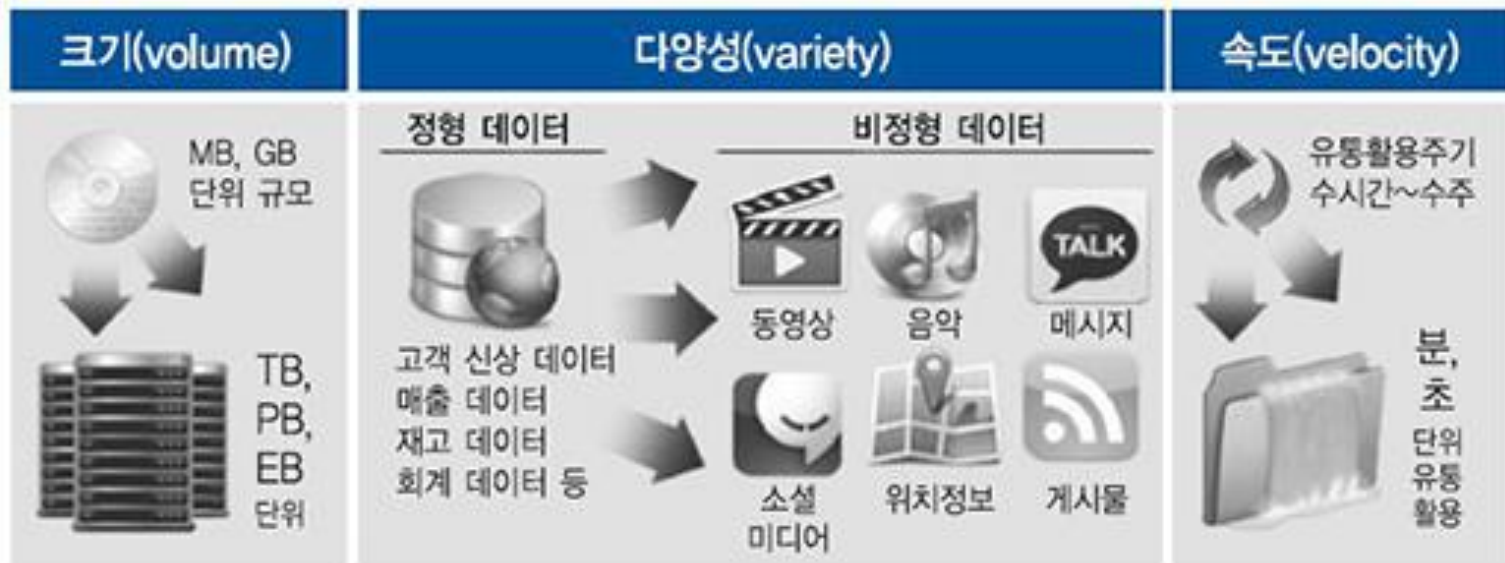 크기(volume)
MB, GB
단위 규모
TB,
PB,
EB
단위
다양성(variety)
정형 데이터
고객 신상 데이터
매출 데이터
재고 데이터
회계 데이터 등
비정형 데이터
동영상
음악
TALK
메시지
소셜
미디어
위치정보
게시물
속도(velocity)
유통활용주기
수시간~수주
분,
초
단위
유통
활용